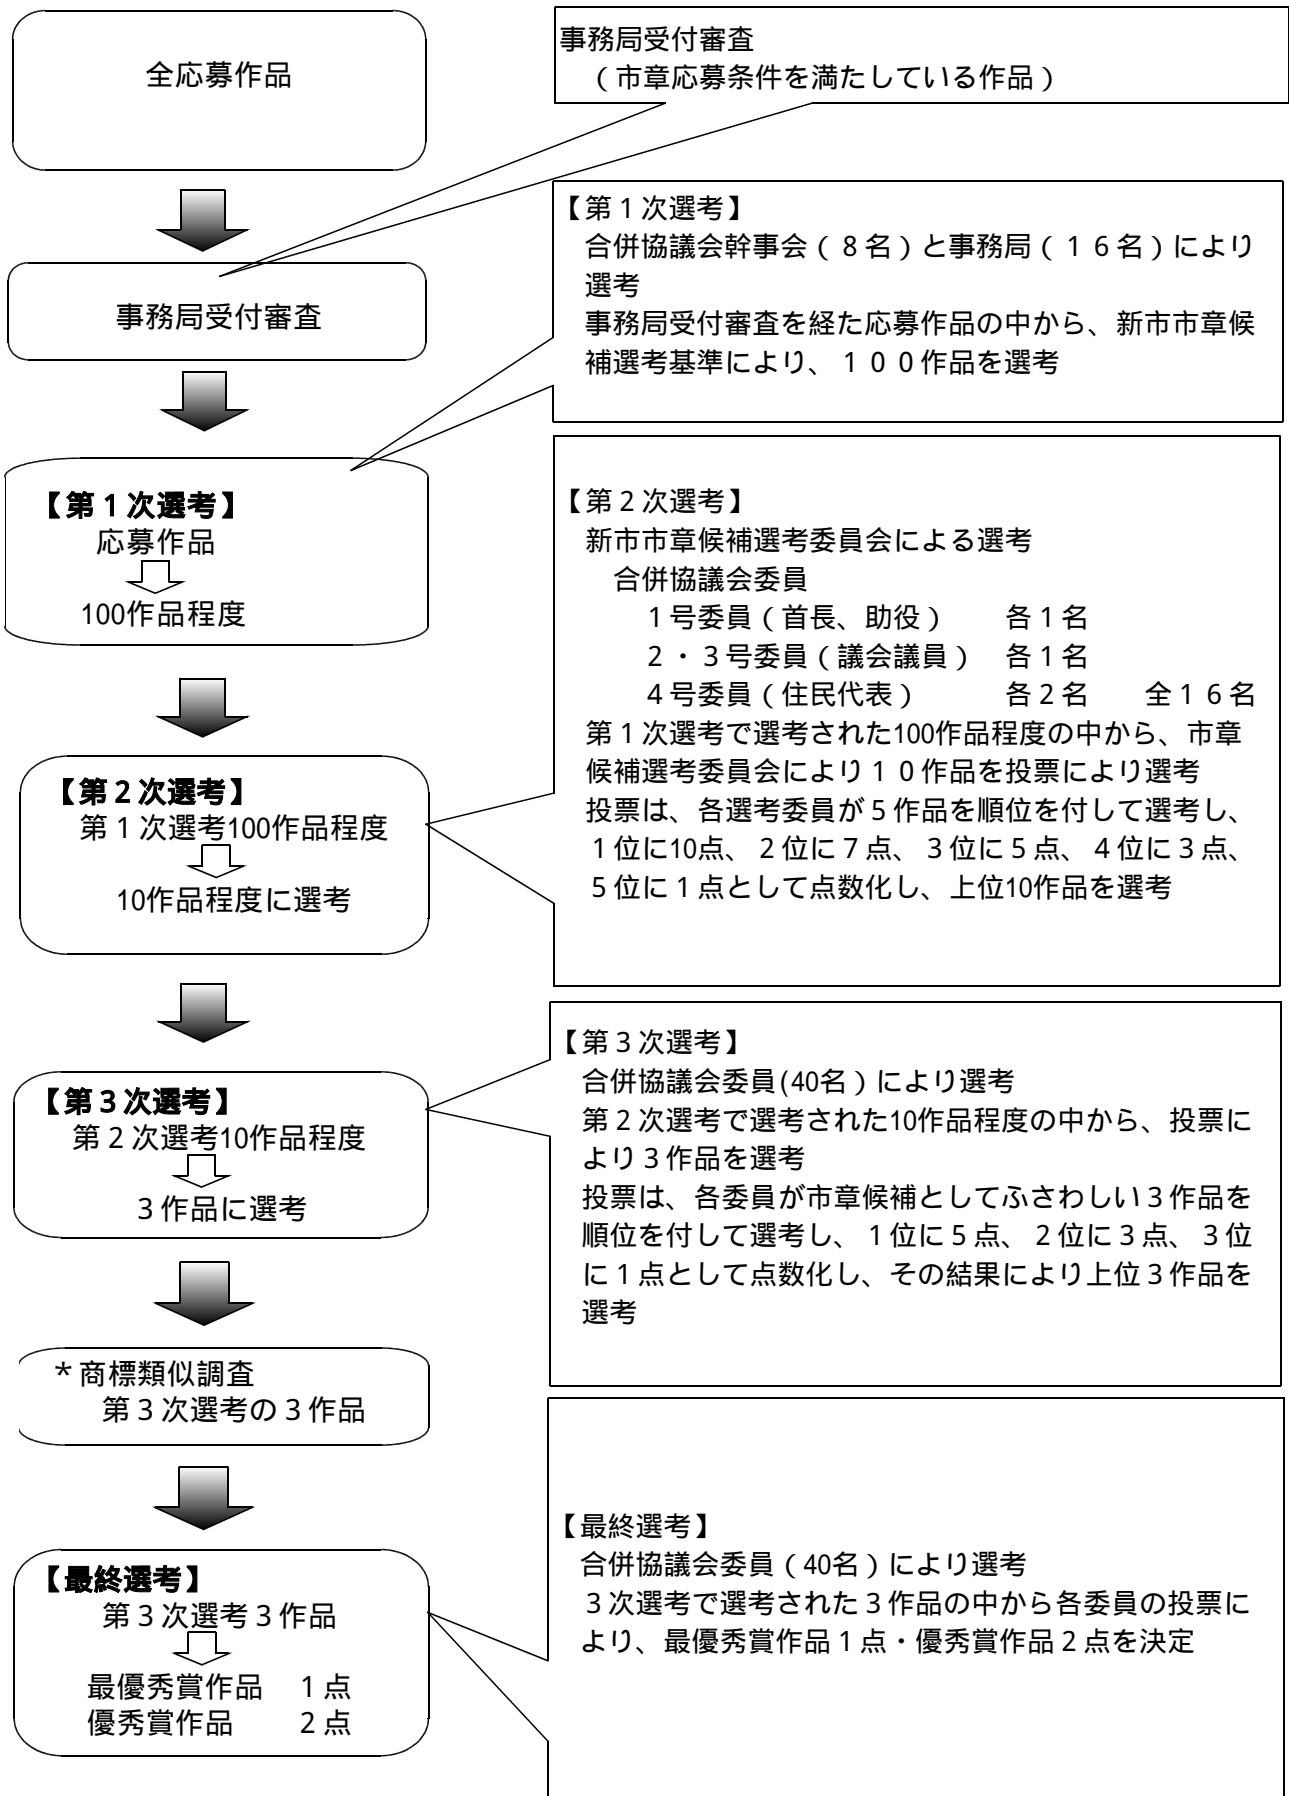 全応募作品
事務局受付審査
（市章応募条件を満たしている作品）
事務局受付審査
【第１次選考】
合併協議会幹事会（８名）と事務局（１６名）により
選考
事務局受付審査を経た応募作品の中から、新市市章候
補選考基準により、１００作品を選考
【第１次選考】
応募作品
100作品程度
【第２次選考】
新市市章候補選考委員会による選考
合併協議会委員
１号委員（首長、助役）　　各１名
２・３号委員（議会議員）　各１名
４号委員（住民代表）　　　各２名　　全１６名
第１次選考で選考された100作品程度の中から、市章
候補選考委員会により１０作品を投票により選考
投票は、各選考委員が５作品を順位を付して選考し、
１位に10点、２位に７点、３位に５点、４位に３点、
５位に１点として点数化し、上位10作品を選考
【第２次選考】
第１次選考100作品程度
10作品程度に選考
【第３次選考】
合併協議会委員(40名）により選考
第２次選考で選考された10作品程度の中から、投票に
より３作品を選考
投票は、各委員が市章候補としてふさわしい３作品を
順位を付して選考し、１位に５点、２位に３点、３位
に１点として点数化し、その結果により上位３作品を
選考
【第３次選考】
第２次選考10作品程度
３作品に選考
＊商標類似調査
第３次選考の３作品
【最終選考】
合併協議会委員（40名）により選考
３次選考で選考された３作品の中から各委員の投票に
より、最優秀賞作品１点・優秀賞作品２点を決定
【最終選考】
第３次選考３作品
最優秀賞作品　１点
優秀賞作品　　２点